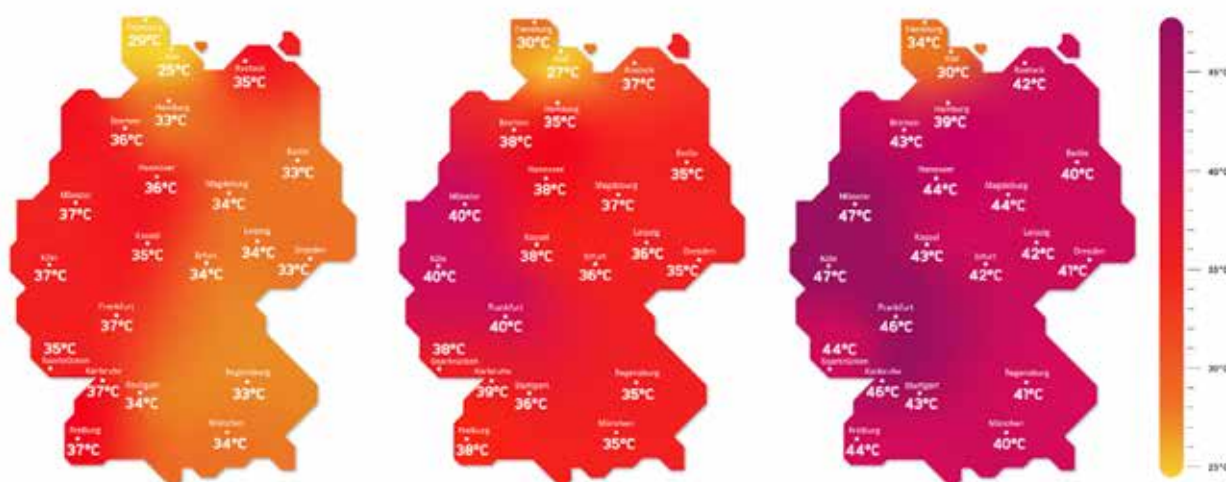 Flensburg
29°C
Kiel
25°C
Rostock
35°C
Hamburg
33°C
Bremen
36°C
Berlin
33°C
Hannover
36°C
Magdeburg
34°C
Münster
37°C
Kassel
35°C
Leipzig
34°C
Erfurt
34°C
Dresden
33°C
Köln
37°C
Frankfurt
37°C
35°C
Saarbrücken
Karlsruhe
37°C
Stuttgart
34°C
Regensburg
33°C
München
34°C
Freiburg
37°C
Flensburg
30°C
Kiel
27°C
Rostock
37°C
Hamburg
35°C
Bremen
38°C
Berlin
35°C
Hannover
38°C
Magdeburg
37°C
Münster
40°C
Kassel
38°C
Leipzig
36°C
Erfurt
36°C
Dresden
35°C
Köln
40°C
Frankfurt
40°C
38°C
Saarbrücken
Karlsruhe
39°C
Stuttgart
36°C
Regensburg
35°C
München
35°C
Freiburg
38°C
Flensburg
34°C
Kiel
30°C
Rostock
42°C
Hamburg
39°C
Bremen
43°C
Berlin
40°C
Hannover
44°C
Magdeburg
44°C
Münster
47°C
Kassel
43°C
Leipzig
42°C
Erfurt
42°C
Dresden
41°C
Köln
47°C
Frankfurt
46°C
44°C
Saarbrücken
Karlsruhe
46°C
Stuttgart
43°C
Regensburg
41°C
München
40°C
Freiburg
44°C
45°C
40°C
35°C
30°C
25°C